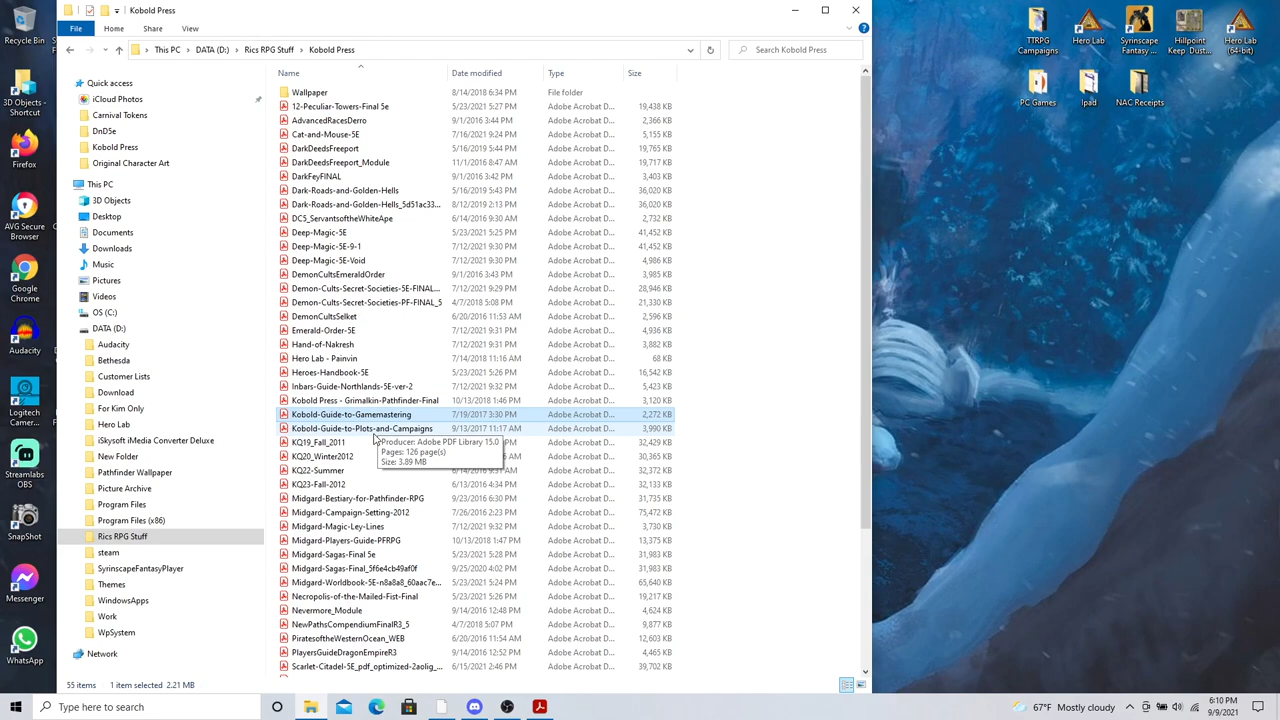 Kobold Press
File
Home
Share
View
This PC
DATA (D:)
Rics RPG Stuff
Kobold Press
Search Kobold Press
Name
Date modified
Type
Size
Quick access
iCloud Photos
Carnival Tokens
DnD5e
Kobold Press
Original Character Art
This PC
3D Objects
Desktop
Documents
Downloads
Music
Pictures
Videos
OS (C:)
DATA (D:)
Audacity
Bethesda
Customer Lists
Download
For Kim Only
Hero Lab
iSkysoft iMedia Converter Deluxe
New Folder
Pathfinder Wallpaper
Picture Archive
Program Files
Program Files (x86)
Rics RPG Stuff
steam
SyrinscapeFantasyPlayer
Themes
WindowsApps
Work
WpSystem
Network
Wallpaper 8/14/2018 6:34 PM File folder
12-Peculiar-Towers-Final 5e 5/23/2021 5:27 PM Adobe Acrobat D... 19,438 KB
AdvancedRacesDerro 9/1/2016 3:44 PM Adobe Acrobat D... 2,366 KB
Cat-and-Mouse-5E 7/16/2021 9:24 PM Adobe Acrobat D... 5,155 KB
DarkDeedsFreeport 5/16/2019 5:44 PM Adobe Acrobat D... 19,765 KB
DarkDeedsFreeport_Module 11/1/2016 8:47 AM Adobe Acrobat D... 19,717 KB
DarkFeyFINAL 9/1/2016 3:42 PM Adobe Acrobat D... 3,403 KB
Dark-Roads-and-Golden-Hells 5/16/2019 5:43 PM Adobe Acrobat D... 36,020 KB
Dark-Roads-and-Golden-Hells_5d51ac33... 8/12/2019 2:13 PM Adobe Acrobat D... 36,020 KB
DC5_ServantsoftheWhiteApe 6/14/2016 9:30 AM Adobe Acrobat D... 2,732 KB
Deep-Magic-5E 5/23/2021 5:25 PM Adobe Acrobat D... 41,452 KB
Deep-Magic-5E-9-1 7/12/2021 9:30 PM Adobe Acrobat D... 41,452 KB
Deep-Magic-5E-Void 7/12/2021 9:30 PM Adobe Acrobat D... 4,986 KB
DemonCultsEmeraldOrder 9/1/2016 3:43 PM Adobe Acrobat D... 3,985 KB
Demon-Cults-Secret-Societies-5E-FINAL... 7/12/2021 9:29 PM Adobe Acrobat D... 28,946 KB
Demon-Cults-Secret-Societies-PF-FINAL_5 4/7/2018 5:08 PM Adobe Acrobat D... 21,330 KB
DemonCultsSelket 6/20/2016 11:53 AM Adobe Acrobat D... 2,596 KB
Emerald-Order-5E 7/12/2021 9:31 PM Adobe Acrobat D... 4,936 KB
Hand-of-Nakresh 7/12/2021 9:31 PM Adobe Acrobat D... 3,882 KB
Hero Lab - Painvin 7/14/2018 11:16 AM Adobe Acrobat D... 68 KB
Heroes-Handbook-5E 5/23/2021 5:26 PM Adobe Acrobat D... 16,542 KB
Inbars-Guide-Northlands-5E-ver-2 7/12/2021 9:32 PM Adobe Acrobat D... 5,423 KB
Kobold Press - Grimalkin-Pathfinder-Final 10/13/2018 1:46 PM Adobe Acrobat D... 3,120 KB
Kobold-Guide-to-Gamemastering 7/19/2017 3:30 PM Adobe Acrobat D... 2,272 KB
Kobold-Guide-to-Plots-and-Campaigns 9/13/2017 11:17 AM Adobe Acrobat D... 3,990 KB
KQ19_Fall_2011 Adobe Acrobat D... 32,429 KB
KQ20_Winter2012 Adobe Acrobat D... 30,365 KB
KQ22-Summer 6/14/2016 9:31 AM Adobe Acrobat D... 32,372 KB
KQ23-Fall-2012 6/13/2016 4:34 PM Adobe Acrobat D... 32,133 KB
Midgard-Bestiary-for-Pathfinder-RPG 9/23/2016 6:30 PM Adobe Acrobat D... 31,735 KB
Midgard-Campaign-Setting-2012 9/23/2016 4:43 PM Adobe Acrobat D... 75,472 KB
Midgard-Magic-Ley-Lines 7/12/2021 9:32 PM Adobe Acrobat D... 3,730 KB
Midgard-Players-Guide-PFRPG 10/13/2018 1:47 PM Adobe Acrobat D... 13,375 KB
Midgard-Sagas-Final 5e 5/23/2021 5:28 PM Adobe Acrobat D... 31,983 KB
Midgard-Sagas-Final_5f6e4cb49af0f 9/25/2020 4:02 PM Adobe Acrobat D... 31,983 KB
Midgard-Worldbook-5E-n8a8a8_60aac7e... 5/23/2021 5:24 PM Adobe Acrobat D... 65,640 KB
Necropolis-of-the-Mailed-Fist-Final 5/23/2021 5:26 PM Adobe Acrobat D... 19,217 KB
Nevermore_Module 9/14/2016 12:48 PM Adobe Acrobat D... 4,624 KB
NewPathsCompendiumFinalR3_5 4/7/2018 5:07 PM Adobe Acrobat D... 9,877 KB
PiratesoftheWesternOcean_WEB 6/20/2016 11:54 AM Adobe Acrobat D... 12,603 KB
PlayersGuideDragonEmpireR3 9/14/2016 12:52 PM Adobe Acrobat D... 4,465 KB
Scarlet-Citadel-5E_pdf_optimized-2aolig_... 6/15/2021 2:46 PM Adobe Acrobat D... 39,702 KB
Producer: Adobe PDF Library 15.0
Pages: 126 page(s)
Size: 3.89 MB
55 items
1 item selected 2.21 MB
Recycle Bin
3D Objects -
Shortcut
Firefox
AVG Secure
Browser
Google
Chrome
Audacity
Logitech
Camera
Streamlabs
OBS
SnapShot
Messenger
WhatsApp
TTRPG
Campaigns
Hero Lab
Syrinscape
Fantasy ...
Hillpoint
Keep_Dust...
Hero Lab
(64-bit)
PC Games
Ipad
NAC Receipts
Type here to search
67°F Mostly cloudy
6:10 PM
9/9/2021